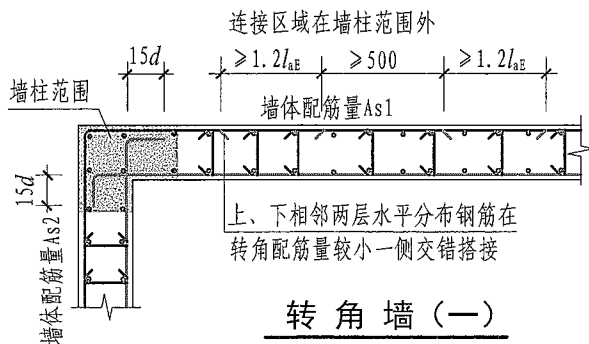 连接区域在墙柱范围外
15d
≥1.2laE
≥500
≥1.2laE
墙柱范围
墙体配筋量As1
15d
墙体配筋量As2
上、下相邻两层水平分布钢筋在
转角配筋量较小一侧交错搭接
转角墙（一）